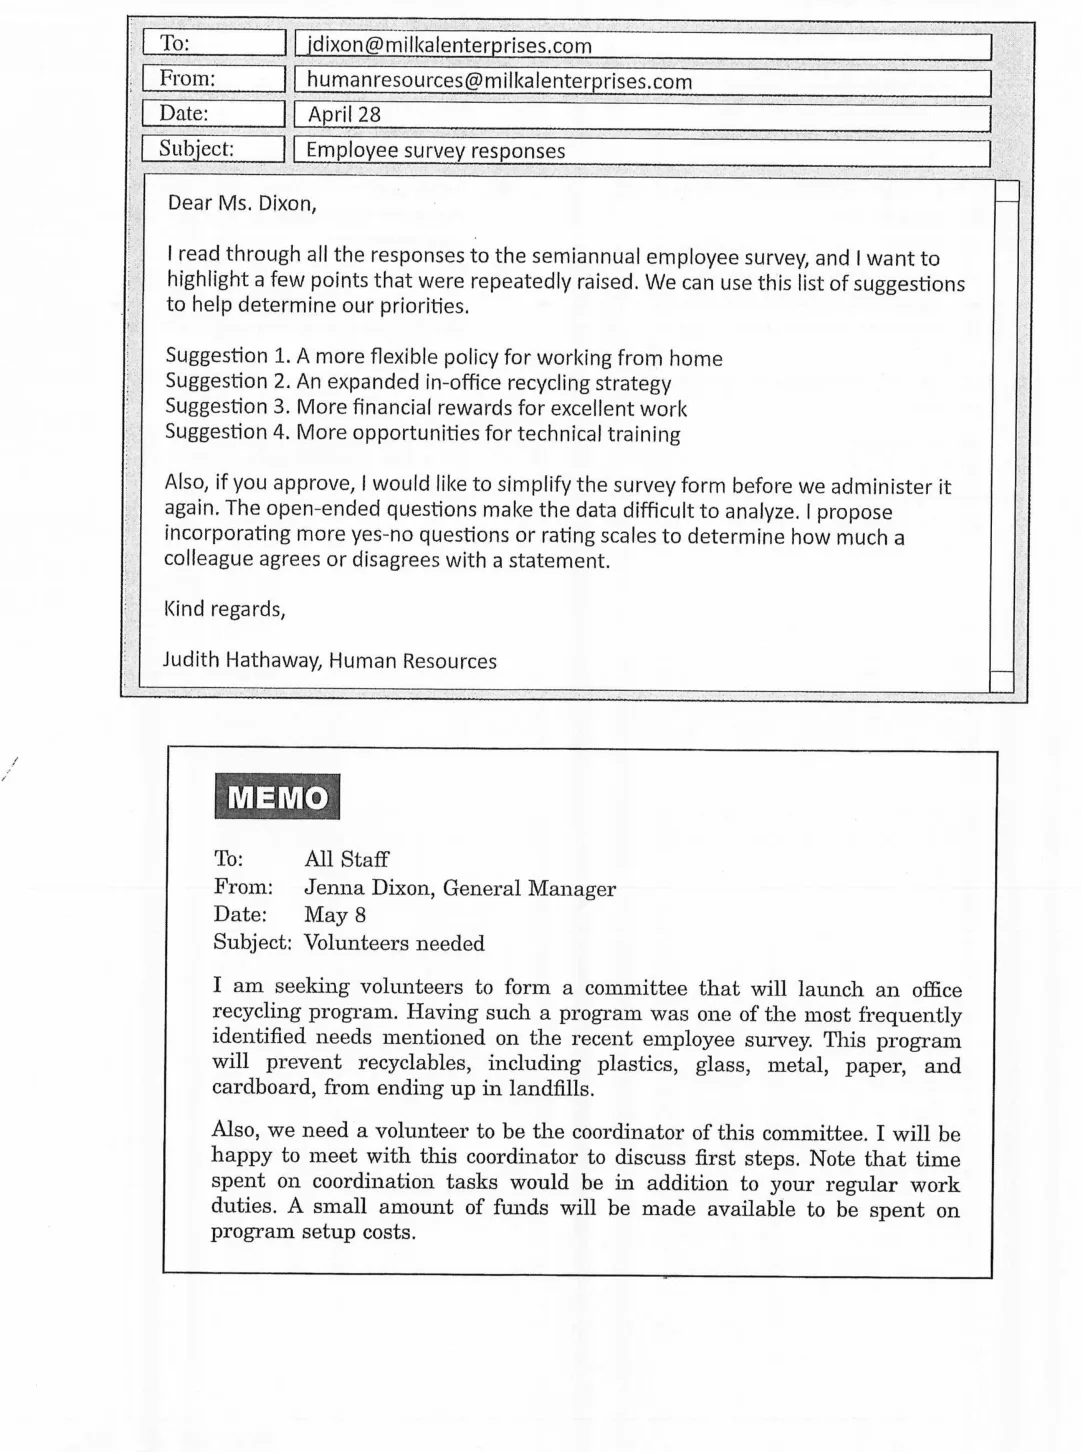 To: jdixon@milkalenterprises.com
From: humanresources@milkalenterprises.com
Date: April 28
Subject: Employee survey responses
Dear Ms. Dixon,
I read through all the responses to the semiannual employee survey, and I want to
highlight a few points that were repeatedly raised. We can use this list of suggestions
to help determine our priorities.
Suggestion 1. A more flexible policy for working from home
Suggestion 2. An expanded in-office recycling strategy
Suggestion 3. More financial rewards for excellent work
Suggestion 4. More opportunities for technical training
Also, if you approve, I would like to simplify the survey form before we administer it
again. The open-ended questions make the data difficult to analyze. I propose
incorporating more yes-no questions or rating scales to determine how much a
colleague agrees or disagrees with a statement.
Kind regards,
Judith Hathaway, Human Resources
MEMO
To: All Staff
From: Jenna Dixon, General Manager
Date: May 8
Subject: Volunteers needed
I am seeking volunteers to form a committee that will launch an office
recycling program. Having such a program was one of the most frequently
identified needs mentioned on the recent employee survey. This program
will prevent recyclables, including plastics, glass, metal, paper, and
cardboard, from ending up in landfills.
Also, we need a volunteer to be the coordinator of this committee. I will be
happy to meet with this coordinator to discuss first steps. Note that time
spent on coordination tasks would be in addition to your regular work
duties. A small amount of funds will be made available to be spent on
program setup costs.